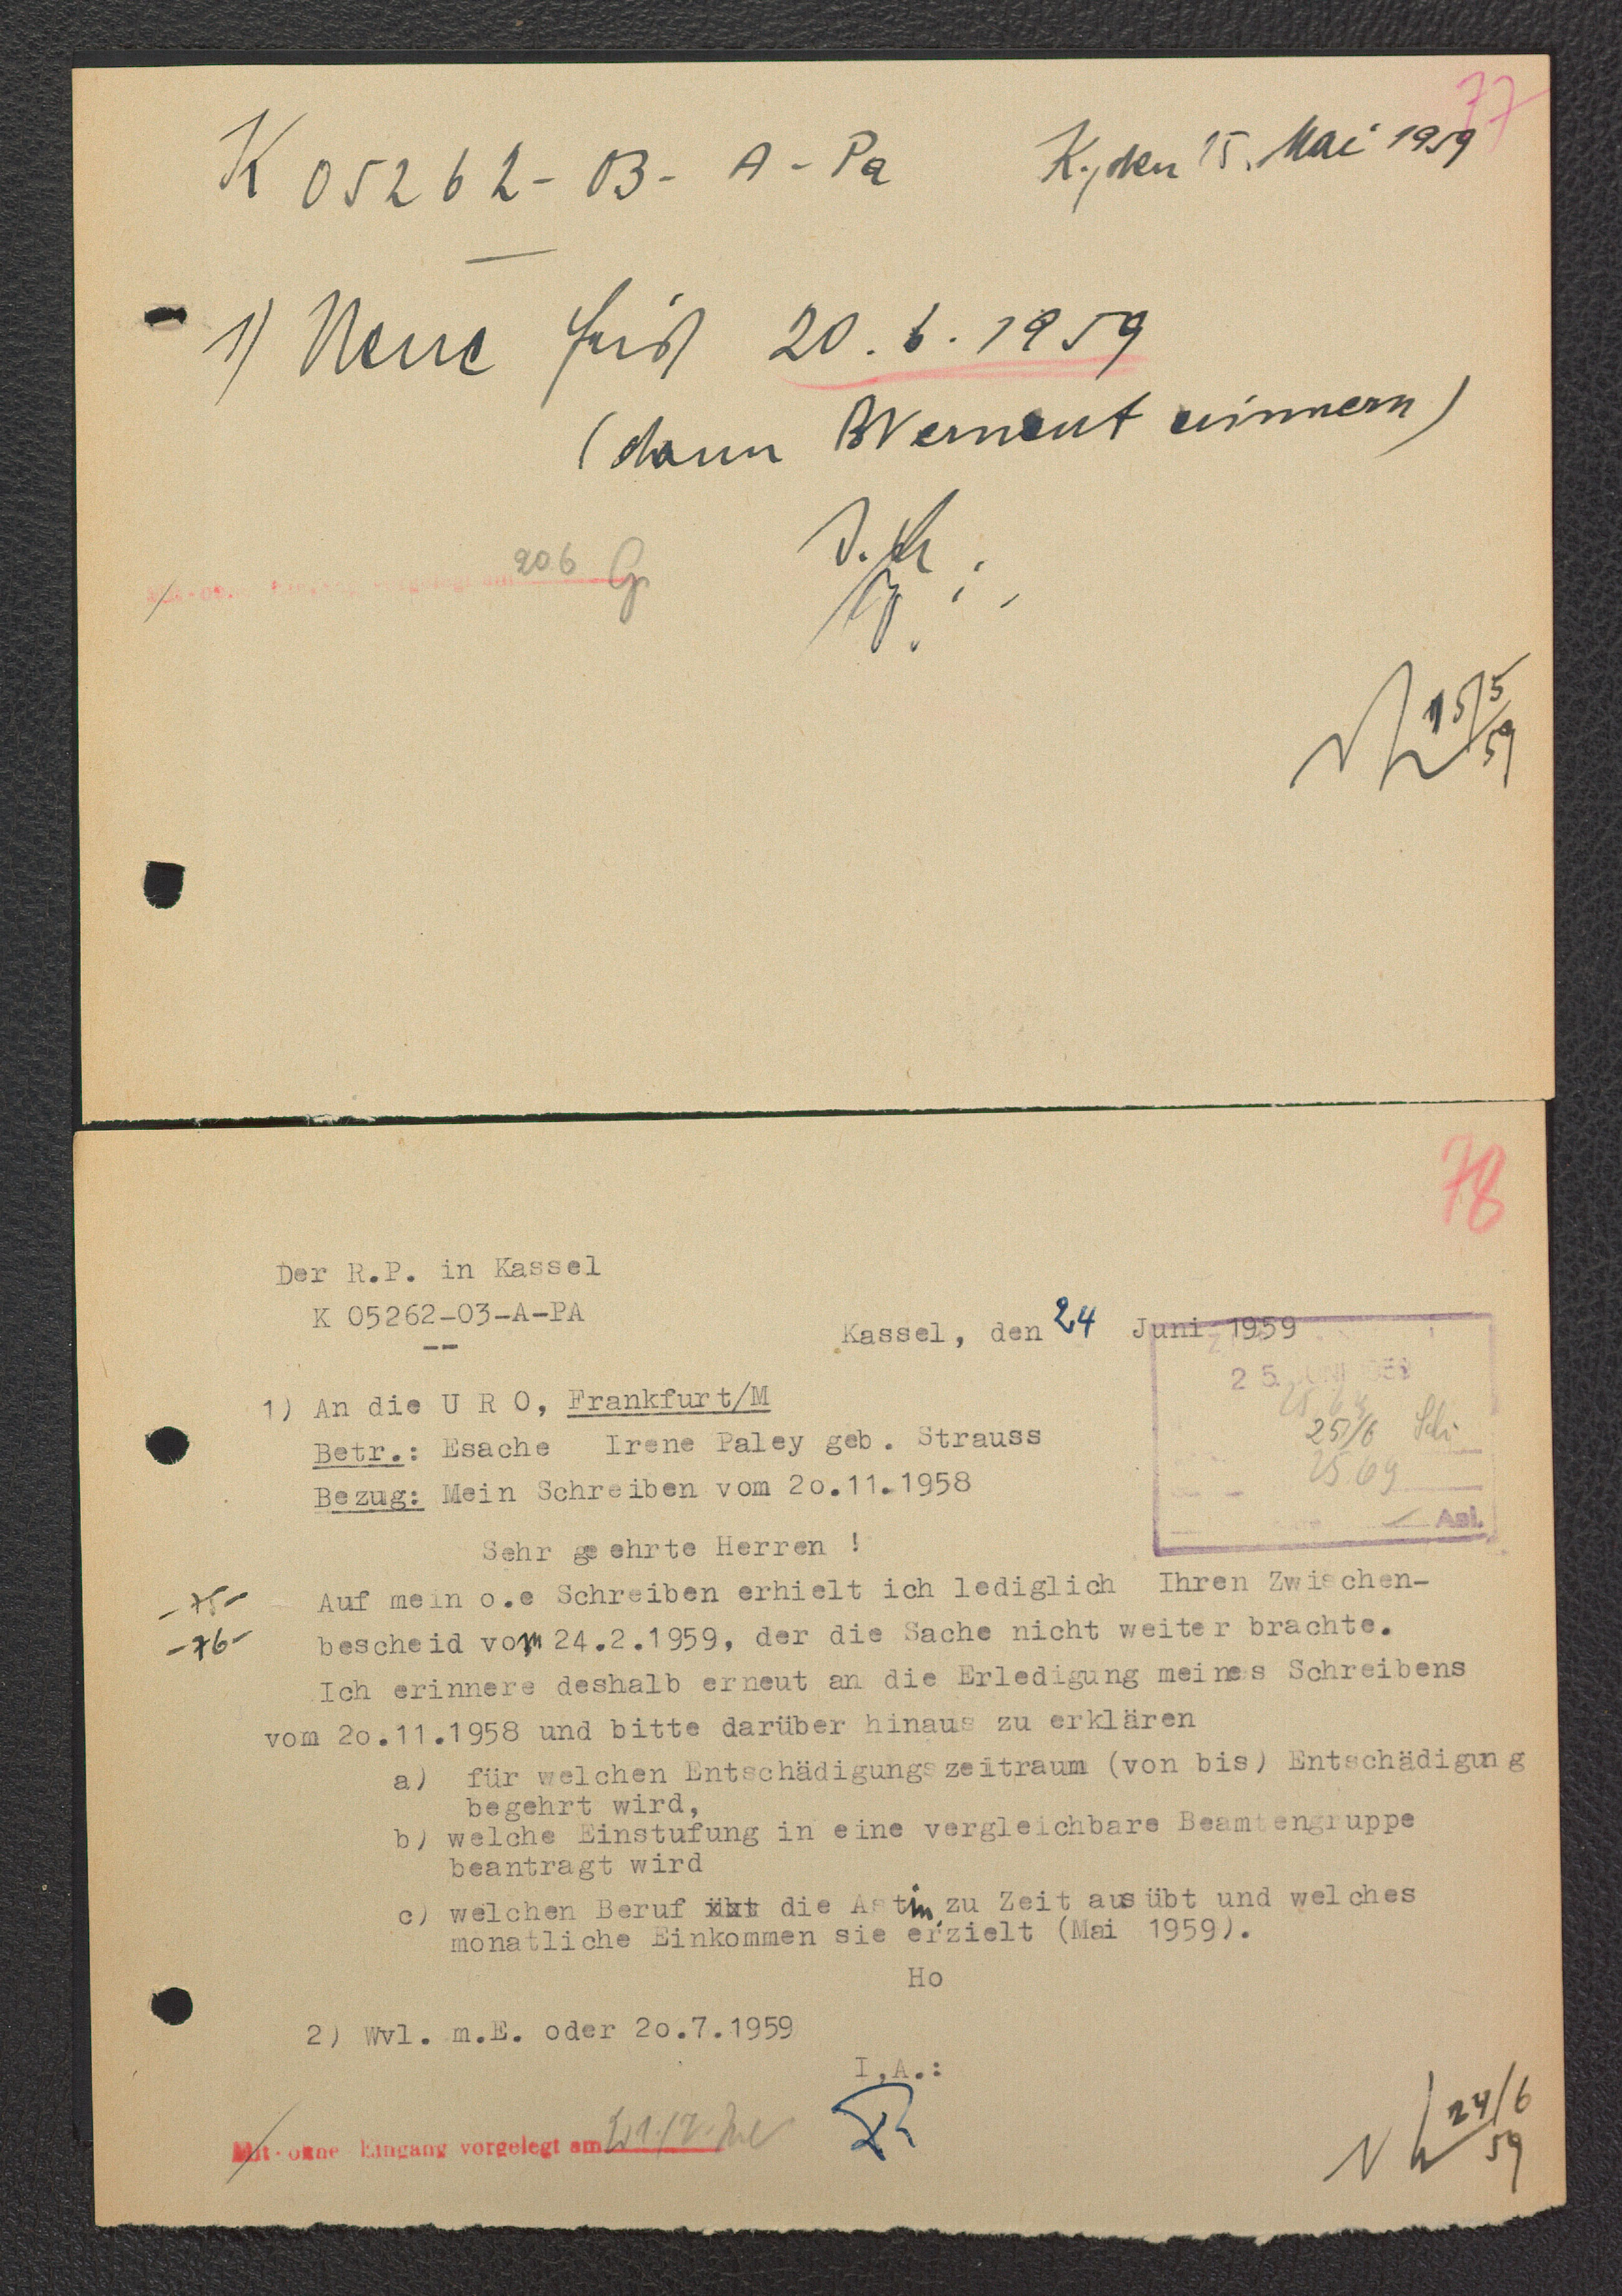 77
K 05262-03-A-Pa K., den 15. Mai 1959
1) Neue Frist 20.6.1959
(dann erneut erinnern)
20.6
I.A.:
15/5
59
78
Der R.P. in Kassel
K 05262-03-A-PA
Kassel, den 24 Juni 1959
25. JUNI 1959
1) An die U R O, Frankfurt/M
25/6
Betr.: Esache Irene Paley geb. Strauss
Bezug: Mein Schreiben vom 2o.11.1958
Sehr geehrte Herren !
-75- Auf mein o.e Schreiben erhielt ich lediglich Ihren Zwischen-
-76- bescheid vom 24.2.1959, der die Sache nicht weiter brachte.
Ich erinnere deshalb erneut an die Erledigung meines Schreibens
vom 2o.11.1958 und bitte darüber hinaus zu erklären
a) für welchen Entschädigungszeitraum (von bis) Entschädigung
begehrt wird,
b) welche Einstufung in eine vergleichbare Beamtengruppe
beantragt wird
c) welchen Beruf übt die Astin zu Zeit ausübt und welches
monatliche Einkommen sie erzielt (Mai 1959).
Ho
2) Wvl. m.E. oder 2o.7.1959
I.A.:
Mit-ohne Eingang vorgelegt am
24/6
59